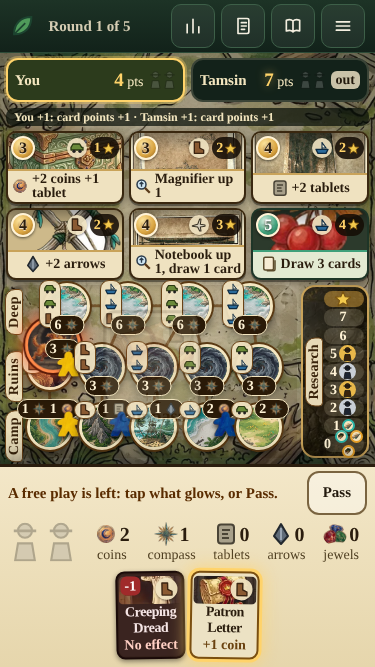 Round 1 of 5
You 4 pts
Tamsin 7 pts out
You +1: card points +1 · Tamsin +1: card points +1
3 1
+2 coins +1 tablet
3 2
Magnifier up 1
4 2
+2 tablets
4 2
+2 arrows
4 3
Notebook up 1, draw 1 card
5 4
Draw 3 cards
Deep
6 6 6 6
3
Ruins
3 3 3 3
Camp
1 1 1 1 2 2
Research
7
6
5
4
3
2
1
0
A free play is left: tap what glows, or Pass.
Pass
2 1 0 0 0
coins compass tablets arrows jewels
-1
Creeping Dread
No effect
Patron Letter
+1 coin